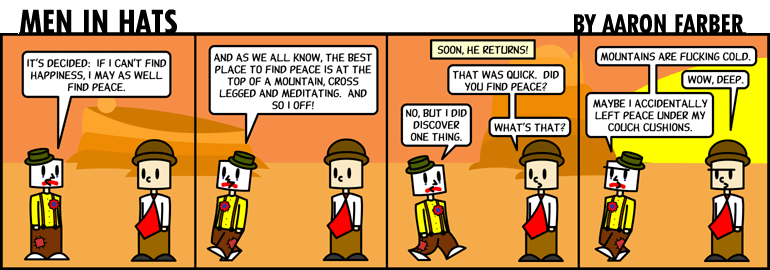 MEN IN HATS
BY AARON FARBER
IT'S DECIDED: IF I CAN'T FIND
HAPPINESS, I MAY AS WELL
FIND PEACE.
AND AS WE ALL KNOW, THE BEST
PLACE TO FIND PEACE IS AT THE
TOP OF A MOUNTAIN, CROSS
LEGGED AND MEDITATING. AND
SO I OFF!
SOON, HE RETURNS!
THAT WAS QUICK. DID
YOU FIND PEACE?
NO, BUT I DID
DISCOVER
ONE THING.
WHAT'S THAT?
MOUNTAINS ARE FUCKING COLD.
WOW, DEEP.
MAYBE I ACCIDENTALLY
LEFT PEACE UNDER MY
COUCH CUSHIONS.